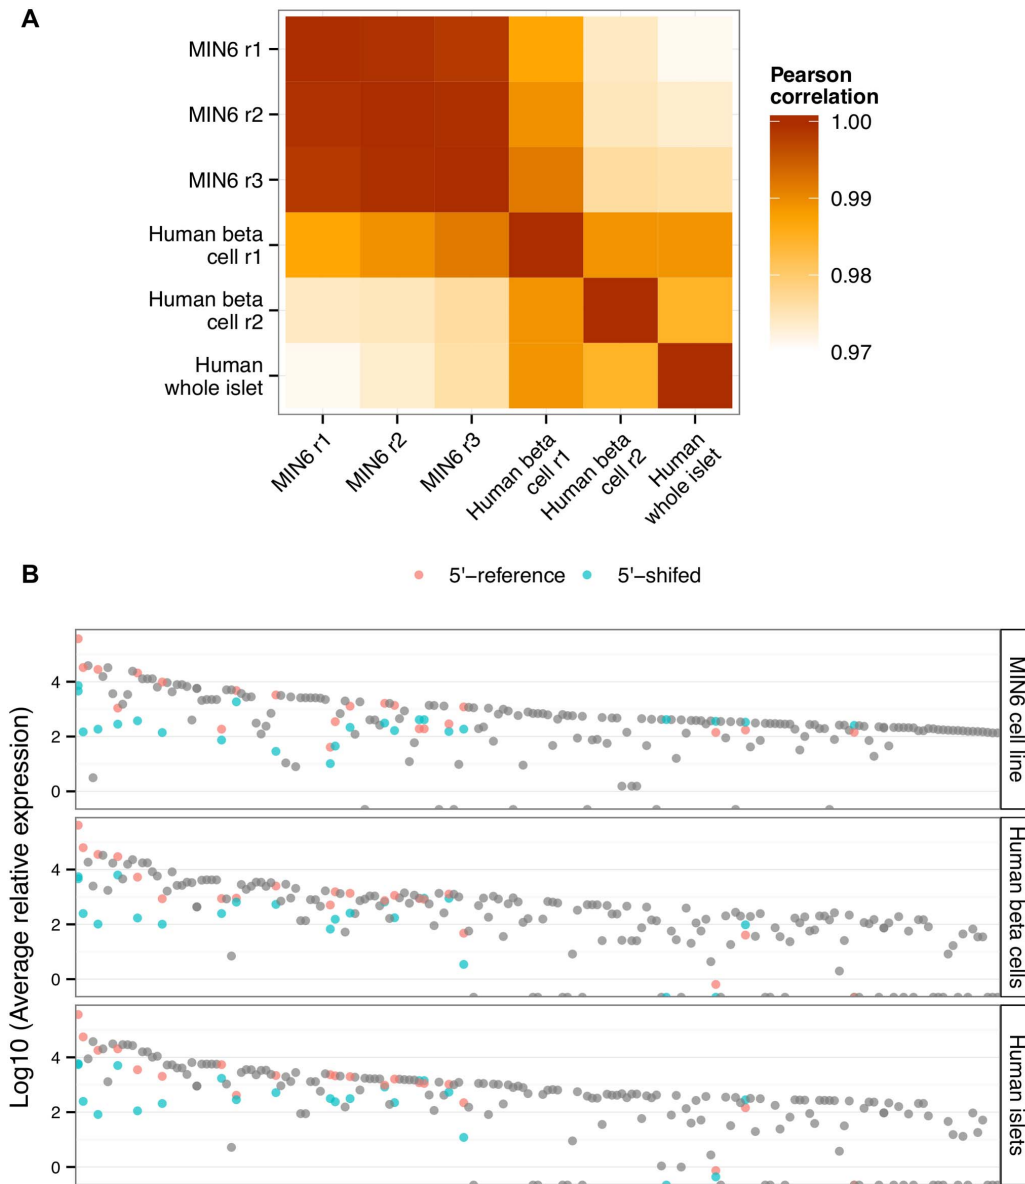 A
MIN6 r1
MIN6 r2
MIN6 r3
Human beta
cell r1
Human beta
cell r2
Human
whole islet
Pearson
correlation
1.00
0.99
0.98
0.97
MIN6 r1
MIN6 r2
MIN6 r3
Human beta
cell r1
Human beta
cell r2
Human
whole islet
B
5'−reference
5'−shifed
Log10 (Average relative expression)
4
2
0
MIN6 cell line
4
2
0
Human beta cells
4
2
0
Human islets